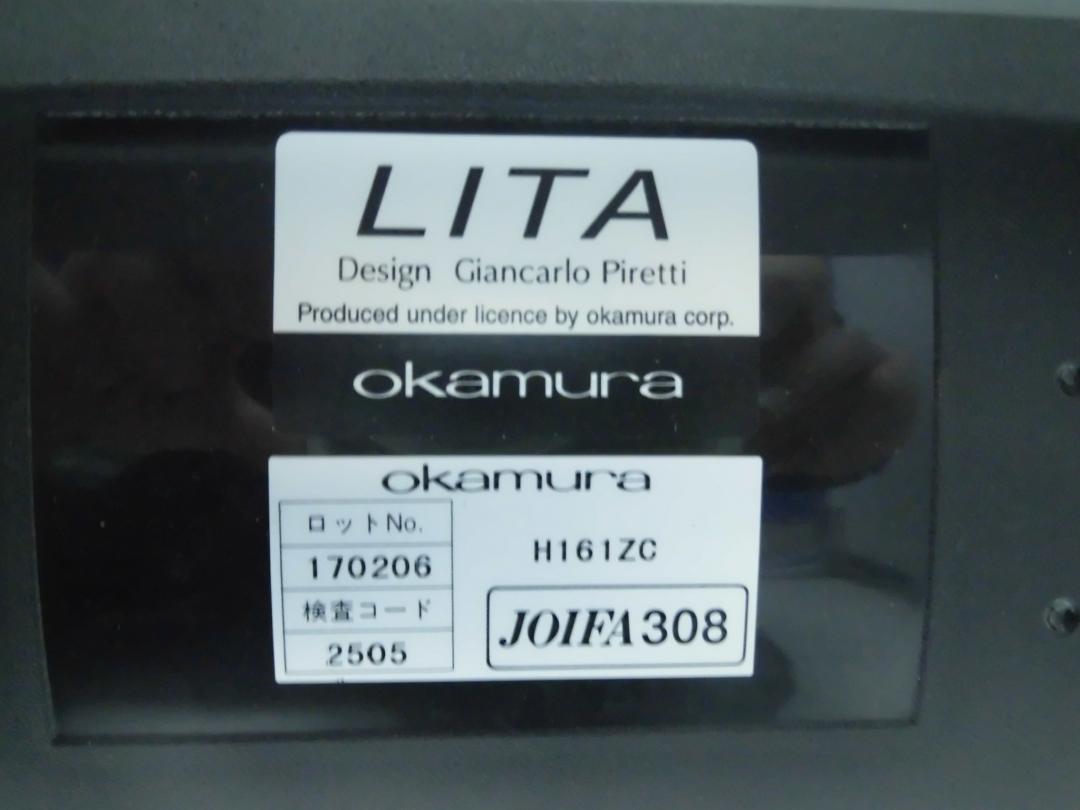 LITA
Design Giancarlo Piretti
Produced under licence by okamura corp.
okamura
okamura
ロットNo.
170206
検査コード
2505
H161ZC
JOIFA308